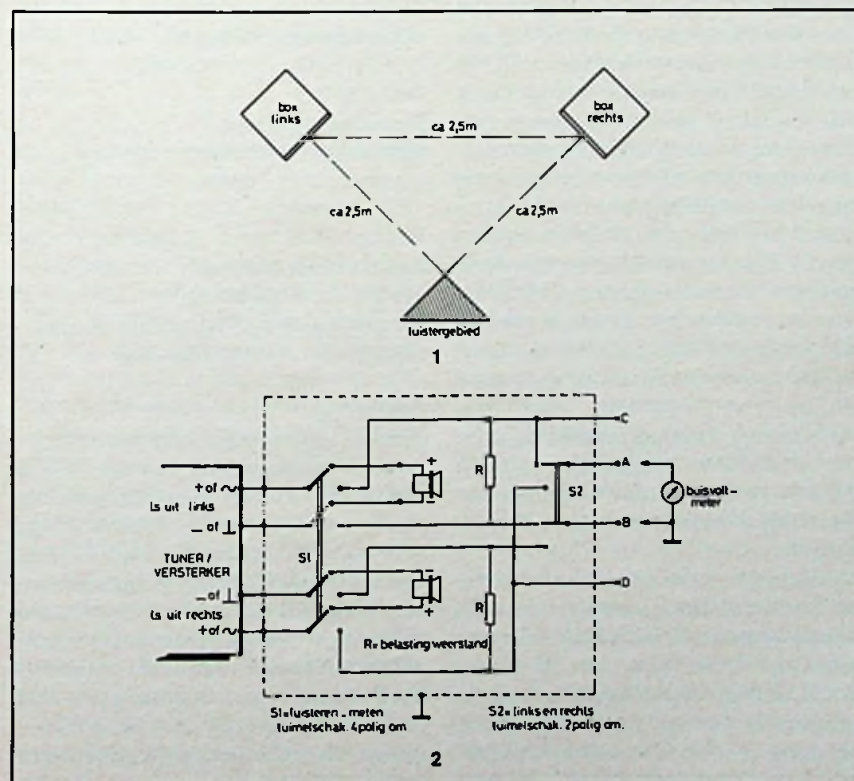 box
links
box
rechts
ca 2,5m
ca 2,5m
ca 2,5m
luistergebied
1
+ of ~
ls uit links
_ of ⊥
TUNER/
VERSTERKER
_ of ⊥
ls uit rechts
+ of ~
S1
+
-
R
-
+
R
R= belasting weerstand
S2
C
A
B
D
buisvolt-
meter
S1= luisteren _ meten
tuimelschak. 4polig om
S2= links en rechts
tuimelschak. 2polig om.
2